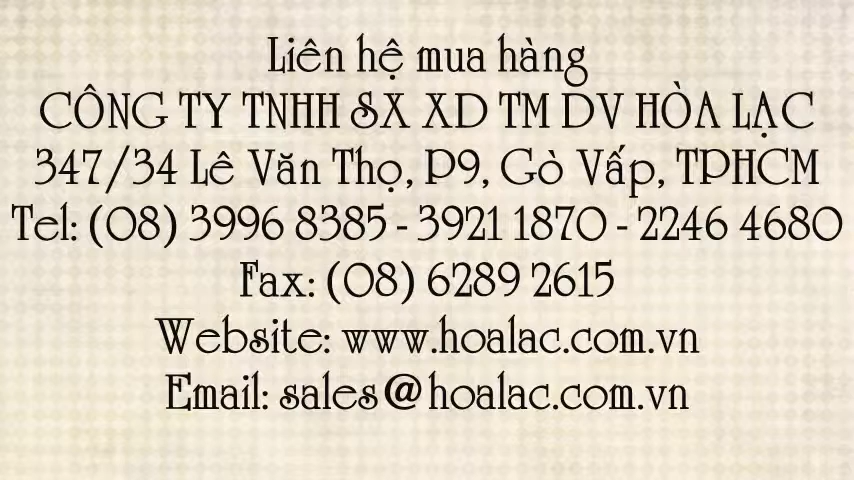 Liên hệ mua hàng
CÔNG TY TNHH SX XD TM DV HÒA LẠC
347/34 Lê Văn Thọ, P9, Gò Vấp, TPHCM
Tel: (08) 3996 8385 - 3921 1870 - 2246 4680
Fax: (08) 6289 2615
Website: www.hoalac.com.vn
Email: sales@hoalac.com.vn